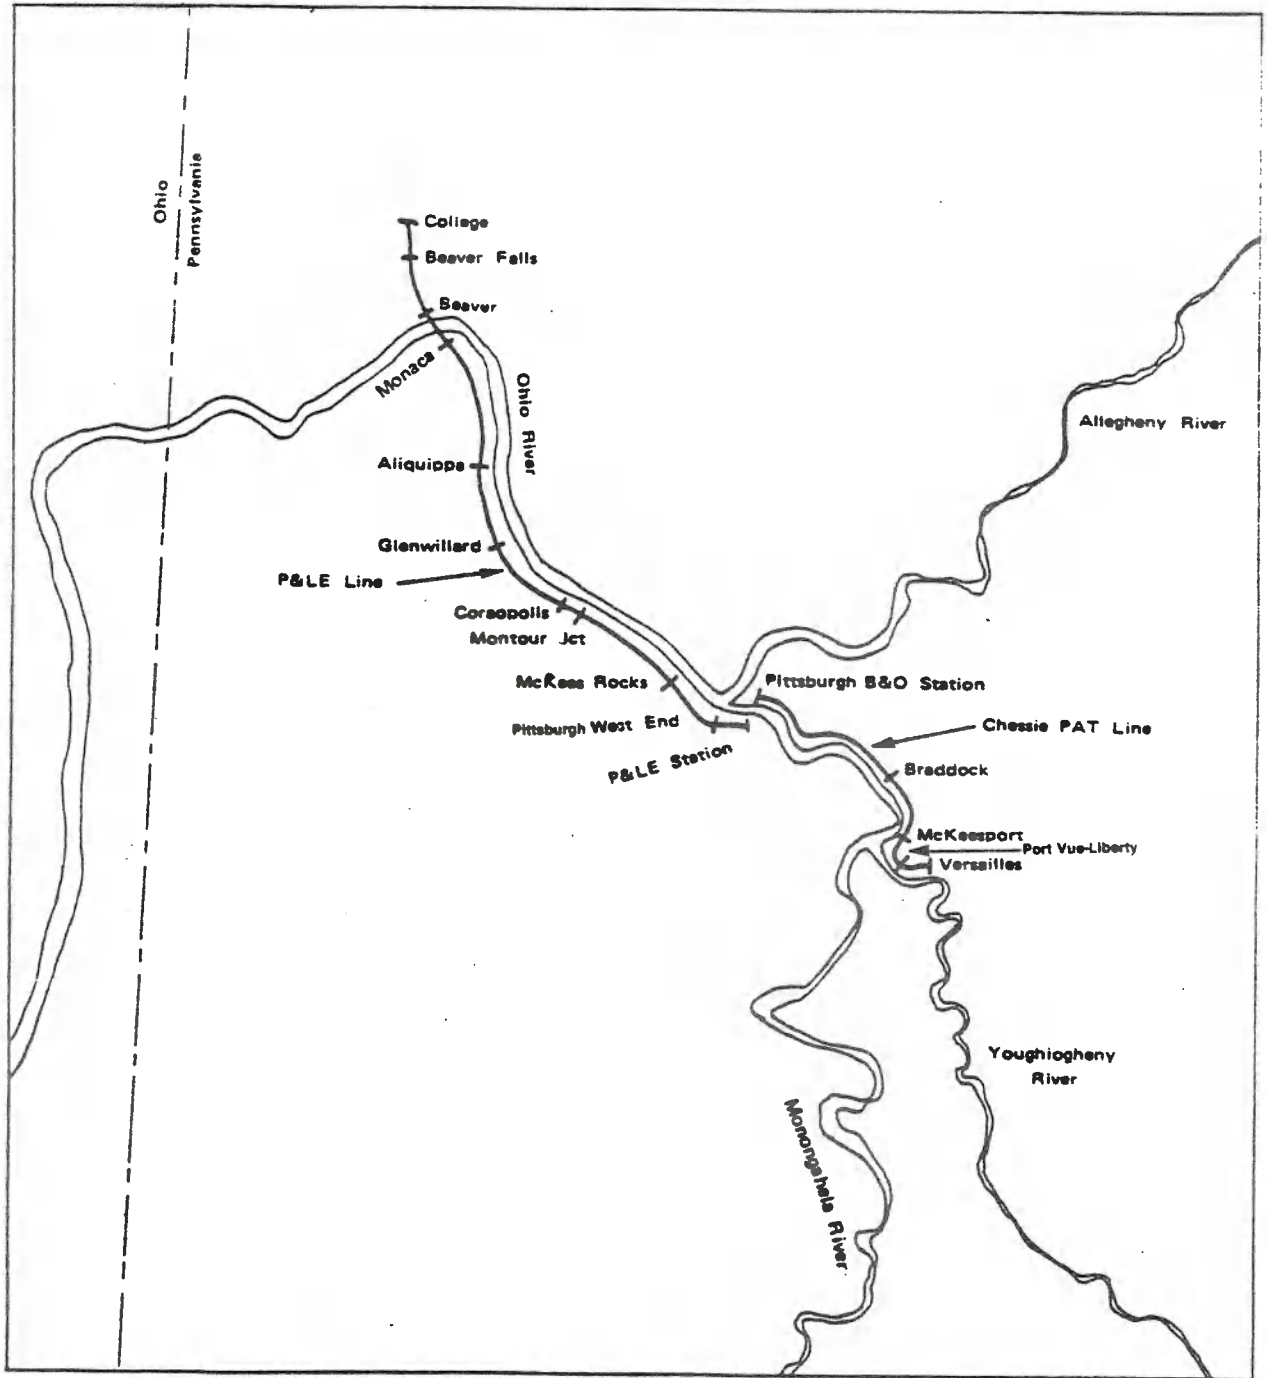 Ohio
Pennsylvania
College
Beaver Falls
Beaver
Monaca
Ohio River
Aliquippa
Allegheny River
Glenwillard
P&LE Line
Coraopolis
Montour Jct
McKees Rocks
Pittsburgh B&O Station
Pittsburgh West End
Chessie PAT Line
P&LE Station
Braddock
McKeesport
Port Vue-Liberty
Versailles
Youghiogheny
River
Monongahela River